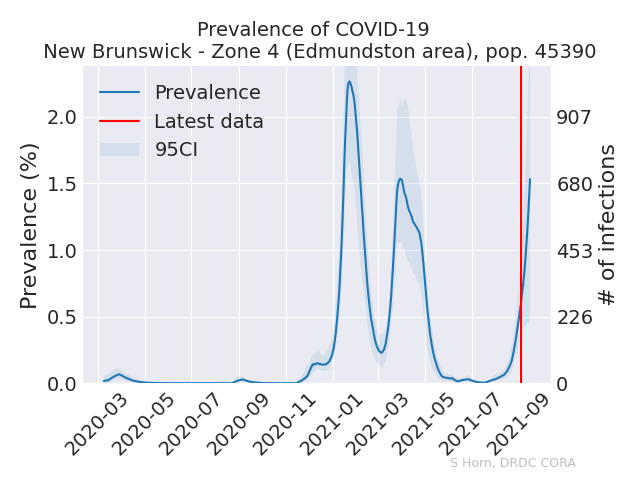 Prevalence of COVID-19
New Brunswick - Zone 4 (Edmundston area), pop. 45390
Prevalence
Latest data
95CI
Prevalence (%)
2.0
1.5
1.0
0.5
0.0
907
680
453
226
0
# of infections
2020-03
2020-05
2020-07
2020-09
2020-11
2021-01
2021-03
2021-05
2021-07
2021-09
S Horn, DRDC CORA